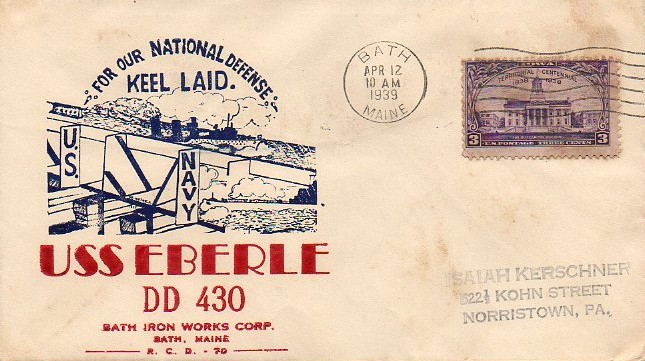 "FOR OUR NATIONAL DEFENSE"
KEEL LAID.
U.S.
NAVY
USS EBERLE
DD 430
BATH IRON WORKS CORP.
BATH, MAINE
R. C. D. - 70
BATH
APR 12
10 AM
1939
MAINE
TERRITORIAL CENTENNIAL
1838 1938
3 3
U.S. POSTAGE THREE CENTS
ISAIAH KERSCHNER
522½ KOHN STREET
NORRISTOWN, PA.